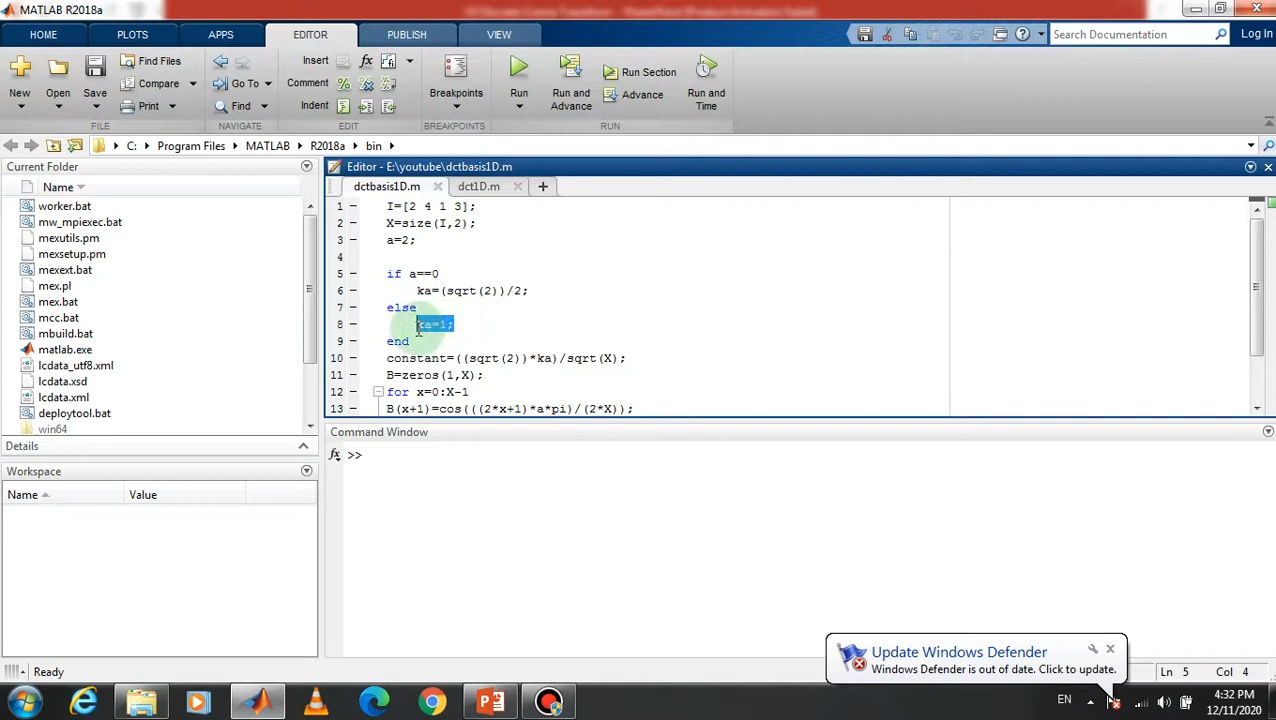 MATLAB R2018a
HOME PLOTS APPS EDITOR PUBLISH VIEW Search Documentation Log In
New Open Save Find Files Compare Print
Go To Find
Insert fx Comment Indent
Breakpoints Run Run and Advance Run Section Advance Run and Time
FILE NAVIGATE EDIT BREAKPOINTS RUN
C: Program Files MATLAB R2018a bin
Current Folder
Name
worker.bat
mw_mpiexec.bat
mexutils.pm
mexsetup.pm
mexext.bat
mex.pl
mex.bat
mcc.bat
mbuild.bat
matlab.exe
lcdata_utf8.xml
lcdata.xsd
lcdata.xml
deploytool.bat
win64
Details
Workspace
Name Value
Editor - E:\youtube\dctbasis1D.m
dctbasis1D.m dct1D.m
1 I=[2 4 1 3];
2 X=size(I,2);
3 a=2;
4
5 if a==0
6 ka=(sqrt(2))/2;
7 else
8 ka=1;
9 end
10 constant=((sqrt(2))*ka)/sqrt(X);
11 B=zeros(1,X);
12 for x=0:X-1
13 B(x+1)=cos(((2*x+1)*a*pi)/(2*X));
Command Window
fx >>
Update Windows Defender
Windows Defender is out of date. Click to update.
Ready Ln 5 Col 4
EN 4:32 PM
12/11/2020